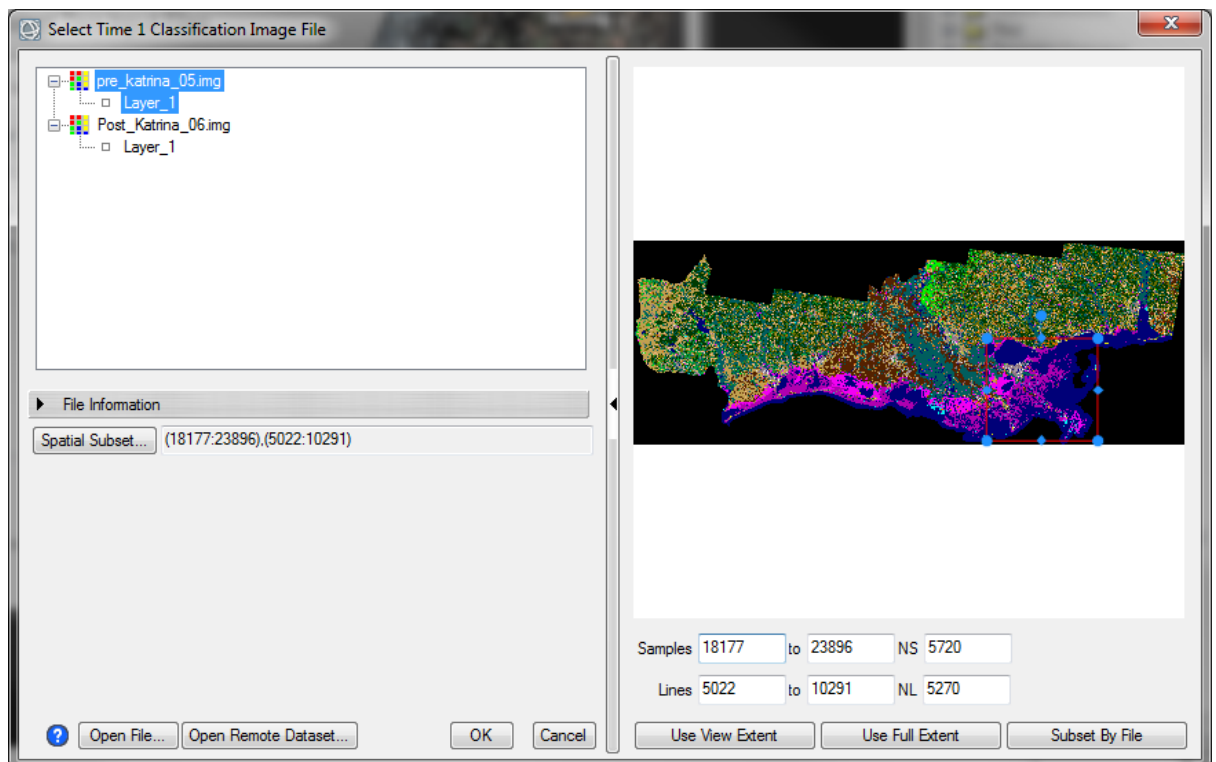 Select Time 1 Classification Image File
x
pre_katrina_05.img
Layer_1
Post_Katrina_06.img
Layer_1
File Information
Spatial Subset... (18177:23896),(5022:10291)
Samples 18177 to 23896 NS 5720
Lines 5022 to 10291 NL 5270
? Open File... Open Remote Dataset... OK Cancel Use View Extent Use Full Extent Subset By File